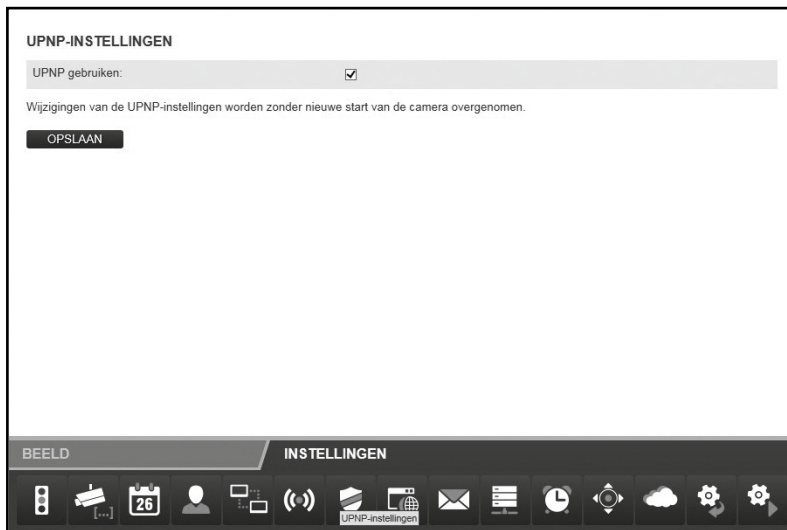 UPNP-INSTELLINGEN
UPNP gebruiken:
Wijzigingen van de UPNP-instellingen worden zonder nieuwe start van de camera overgenomen.
OPSLAAN
BEELD
INSTELLINGEN
[...]
26
UPNP-instellingen